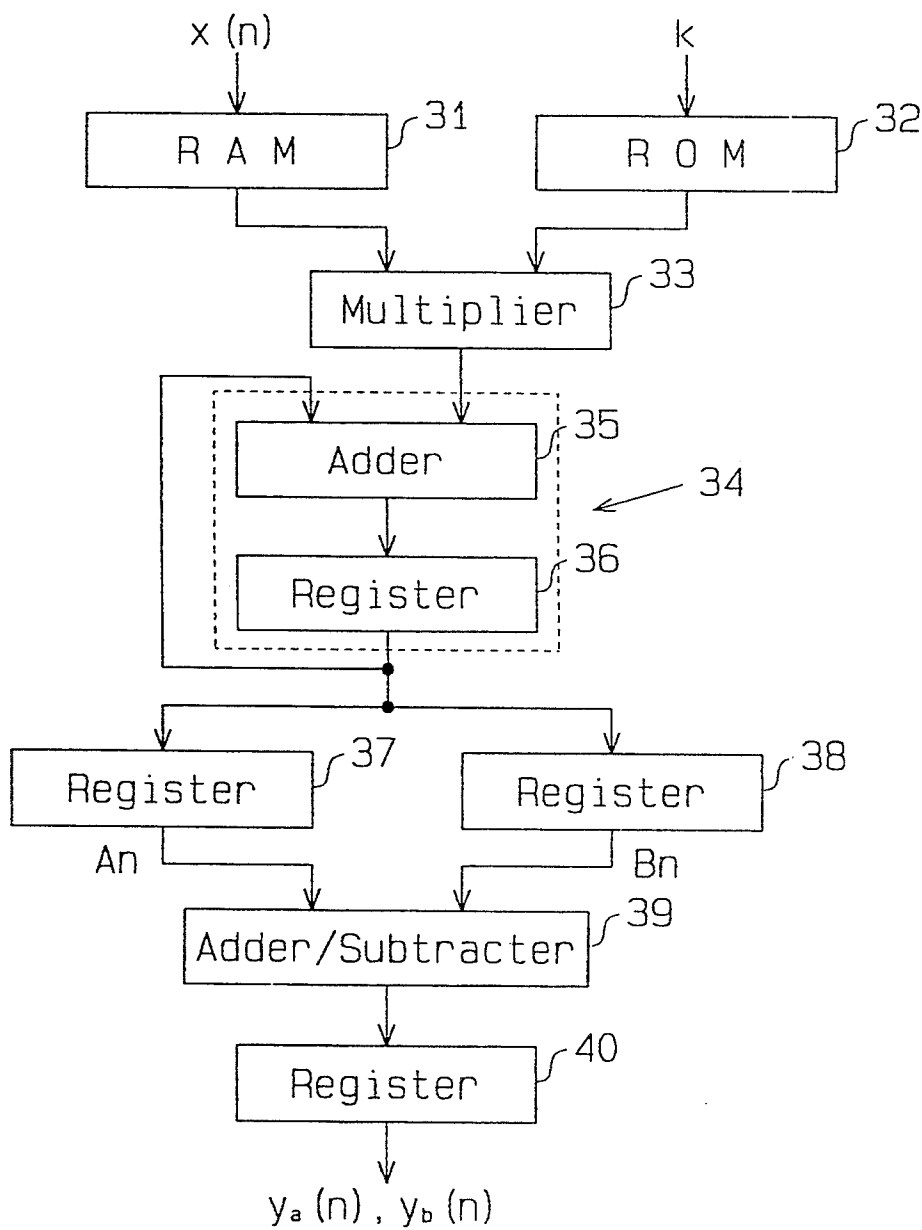 x (n)
k
31
R A M
32
R O M
33
Multiplier
35
Adder
34
36
Register
37
Register
38
Register
An
Bn
39
Adder/Subtracter
40
Register
ya (n) , yb (n)